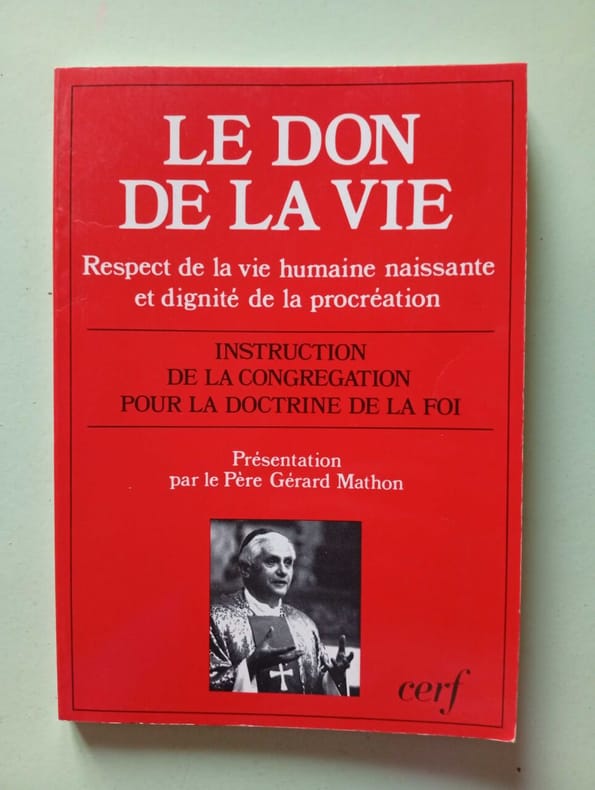 LE DON
DE LA VIE
Respect de la vie humaine naissante
et dignité de la procréation
INSTRUCTION
DE LA CONGREGATION
POUR LA DOCTRINE DE LA FOI
Présentation
par le Père Gérard Mathon
cerf